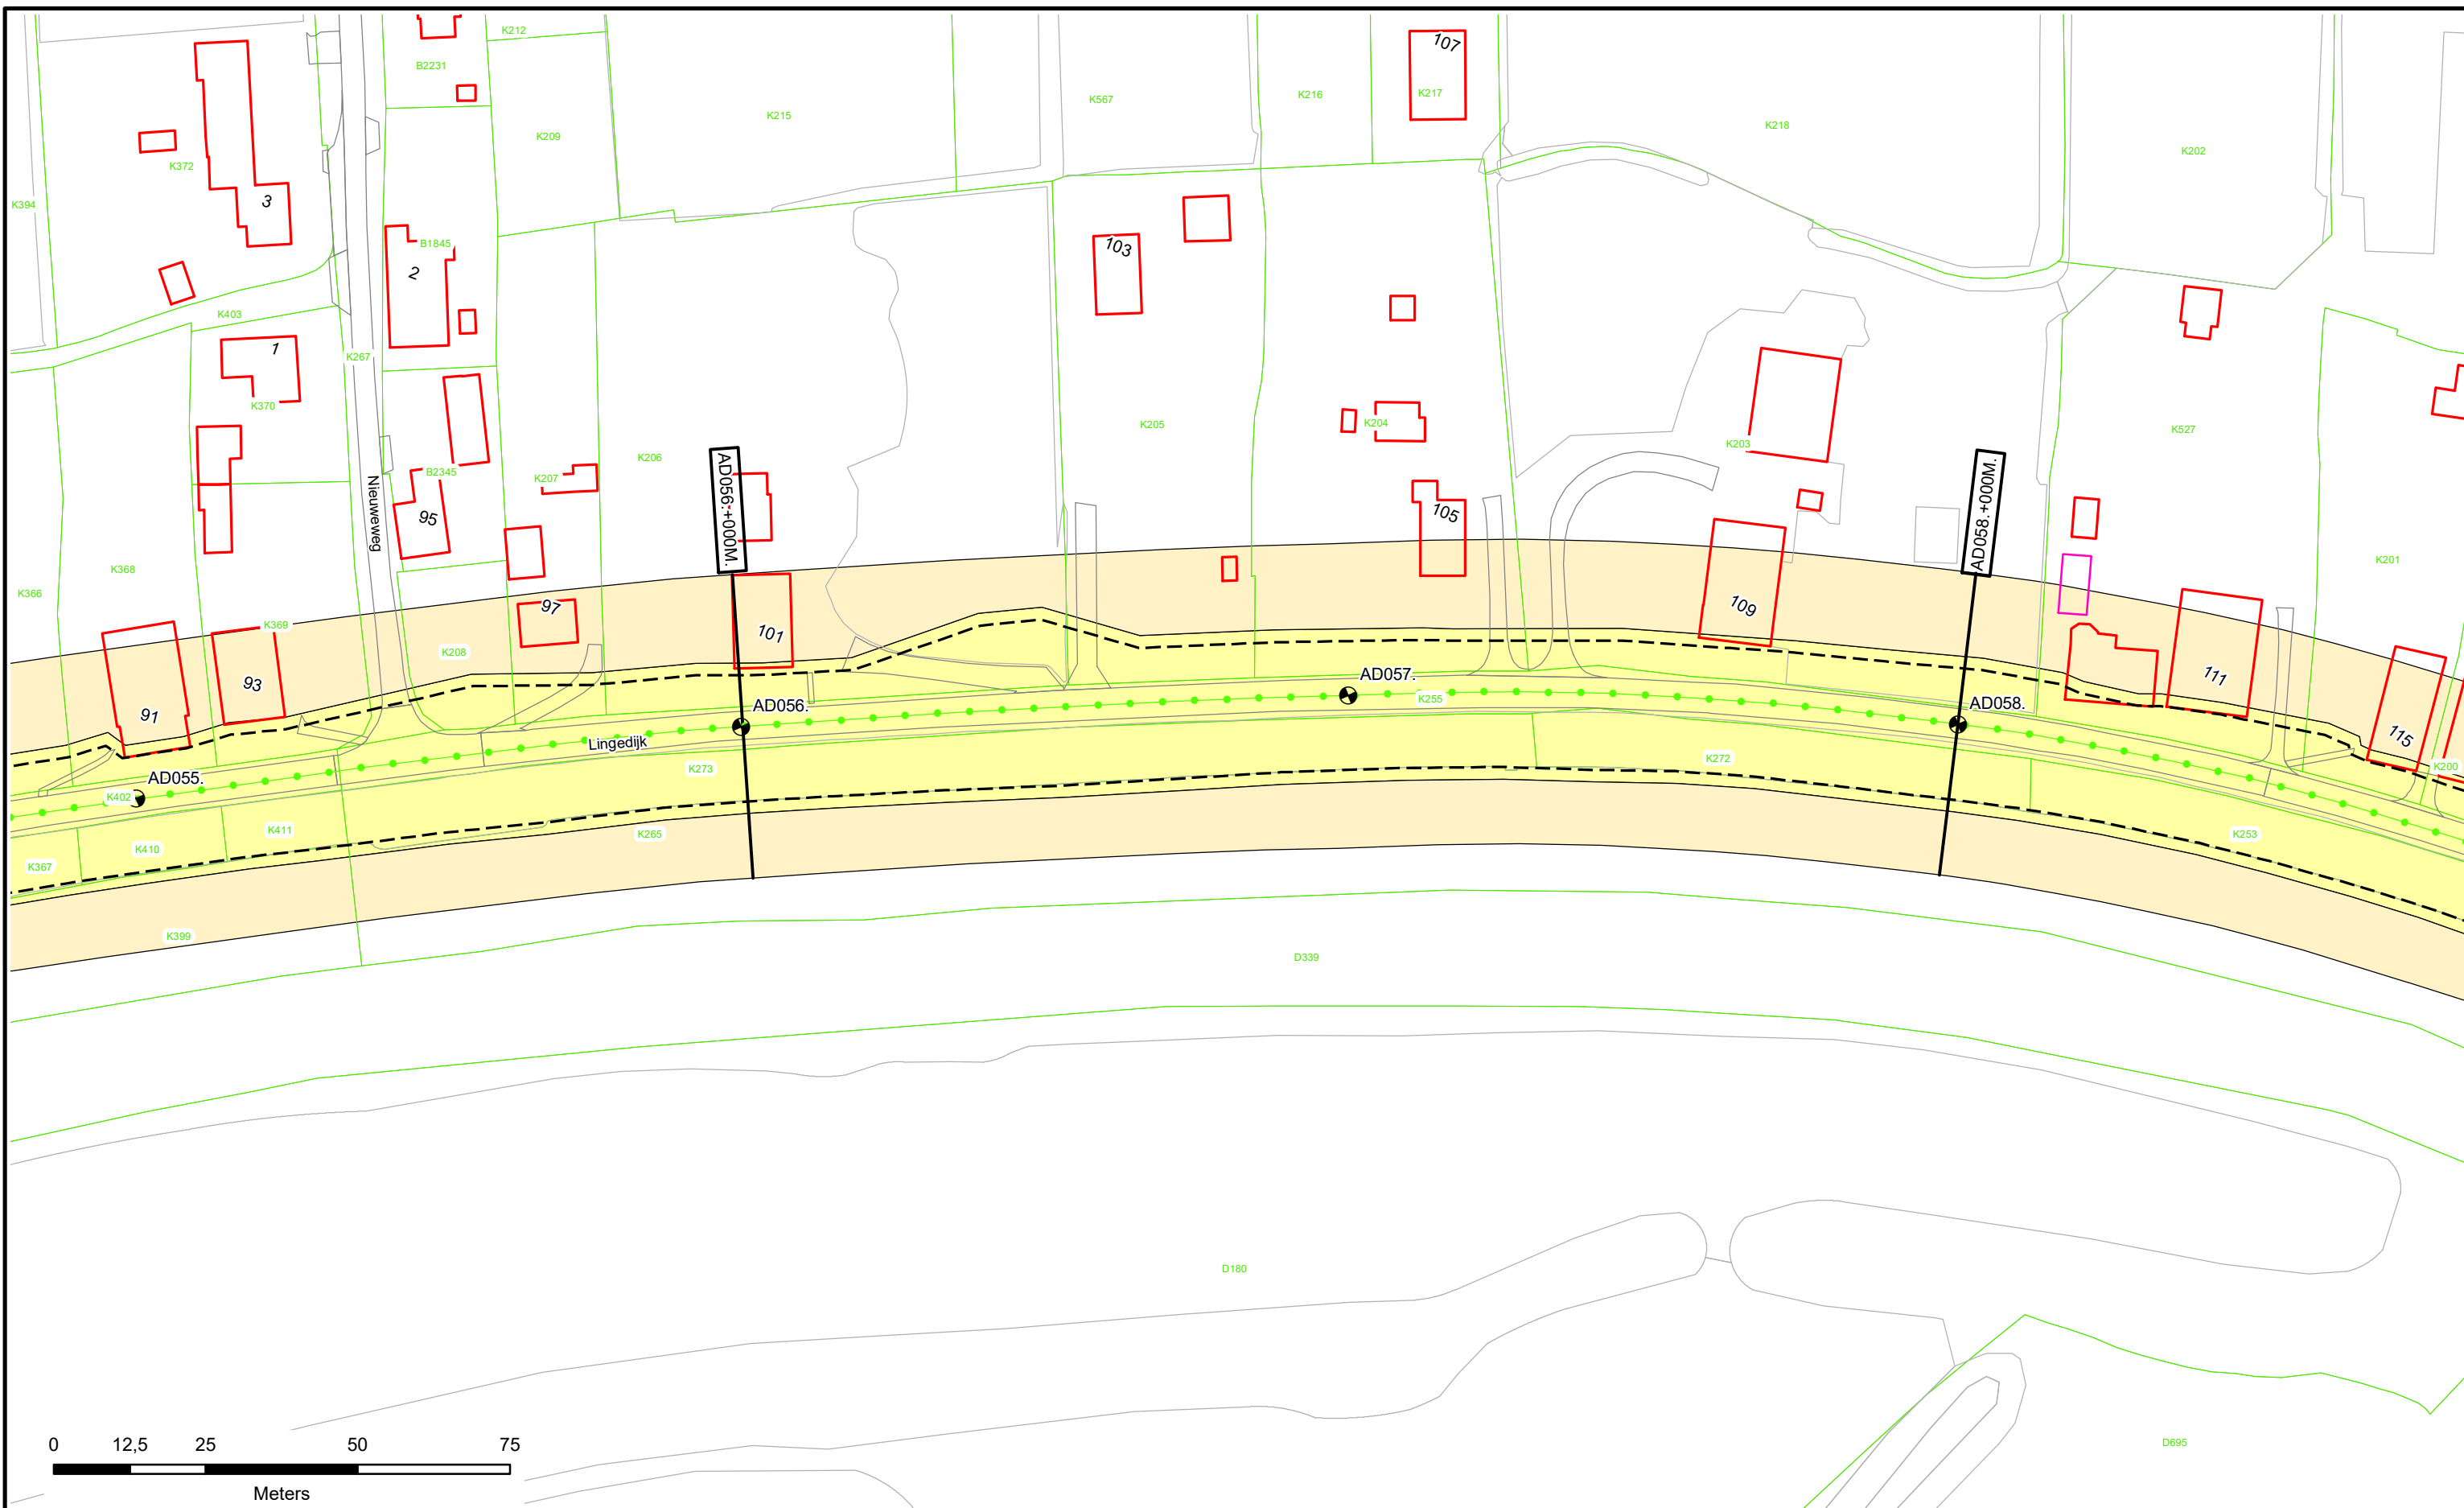 K212
107
B2231
K567
K216
K217
K215
K218
K209
K202
K372
3
K394
B1845
103
2
K403
1
K267
K370
K204
K205
K527
K203
B2345
K206
K207
AD056.+000M.
AD058.+000M.
Nieuweweg
95
105
K201
K368
K366
97
109
K369
101
K208
93
111
AD057.
91
K255
AD056.
AD058.
115
Lingedijk
K272
K273
K200
AD055.
K402
K411
K265
K253
K410
K367
K399
D339
D180
D695
0 12,5 25 50 75
Meters